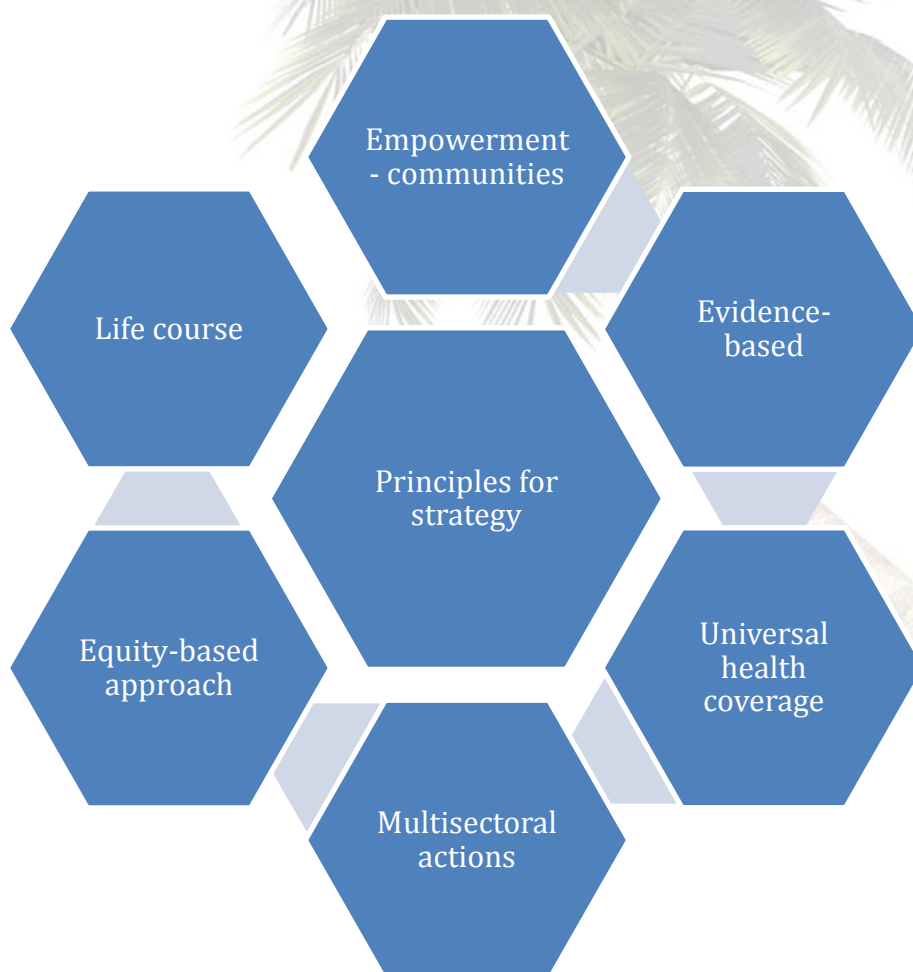 Empowerment
- communities
Evidence-
based
Life course
Principles for
strategy
Universal
health
coverage
Equity-based
approach
Multisectoral
actions